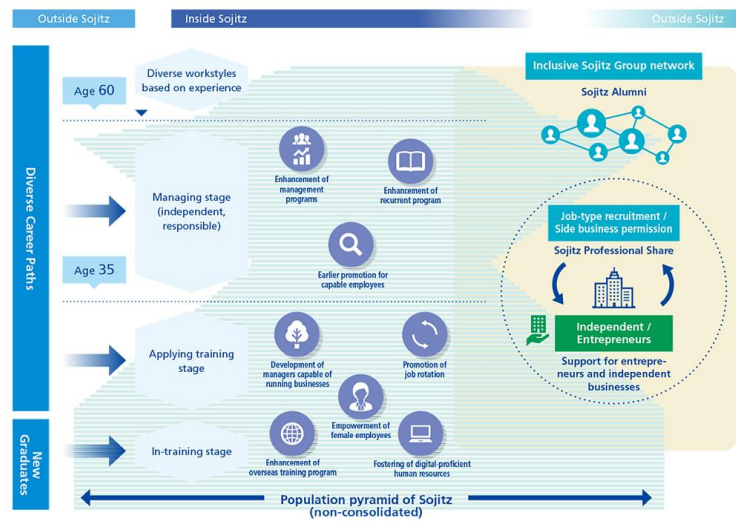 Outside Sojitz
Inside Sojitz
Outside Sojitz
Diverse Career Paths
New
Graduates
Age 60
Age 35
Diverse workstyles
based on experience
Managing stage
(independent,
responsible)
Applying training
stage
In-training stage
Enhancement of
management
programs
Enhancement of
recurrent program
Earlier promotion for
capable employees
Development of
managers capable of
running businesses
Promotion of
job rotation
Empowerment of
female employees
Enhancement of
overseas training program
Fostering of digital-proficient
human resources
Inclusive Sojitz Group network
Sojitz Alumni
Job-type recruitment /
Side business permission
Sojitz Professional Share
Independent /
Entrepreneurs
Support for entrepre-
neurs and independent
businesses
Population pyramid of Sojitz
(non-consolidated)